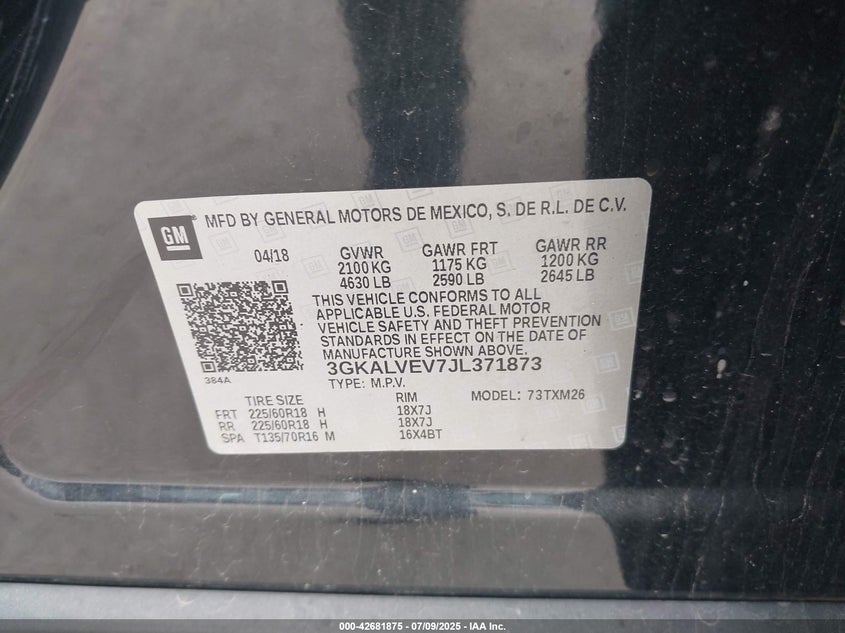 GM
MFD BY GENERAL MOTORS DE MEXICO, S. DE R.L. DE C.V.
04/18 GVWR GAWR FRT GAWR RR
2100 KG 1175 KG 1200 KG
4630 LB 2590 LB 2645 LB
THIS VEHICLE CONFORMS TO ALL
APPLICABLE U.S. FEDERAL MOTOR
VEHICLE SAFETY AND THEFT PREVENTION
STANDARDS IN EFFECT ON THE DATE OF
MANUFACTURE SHOWN ABOVE.
3GKALVEV7JL371873
384A
TYPE: M.P.V.
MODEL: 73TXM26
TIRE SIZE RIM
FRT 225/60R18 H 18X7J
RR 225/60R18 H 18X7J
SPA T135/70R16 M 16X4BT
000-42681875 - 07/09/2025 - IAA Inc.